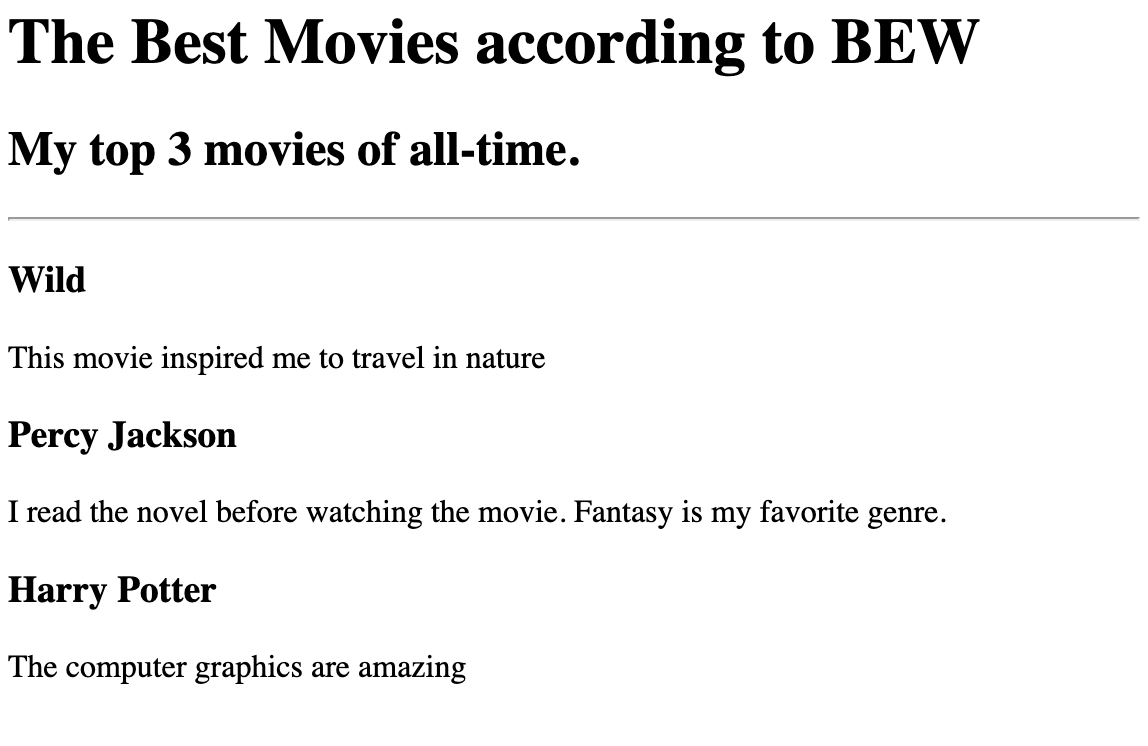 The Best Movies according to BEW
My top 3 movies of all-time.
Wild
This movie inspired me to travel in nature
Percy Jackson
I read the novel before watching the movie. Fantasy is my favorite genre.
Harry Potter
The computer graphics are amazing